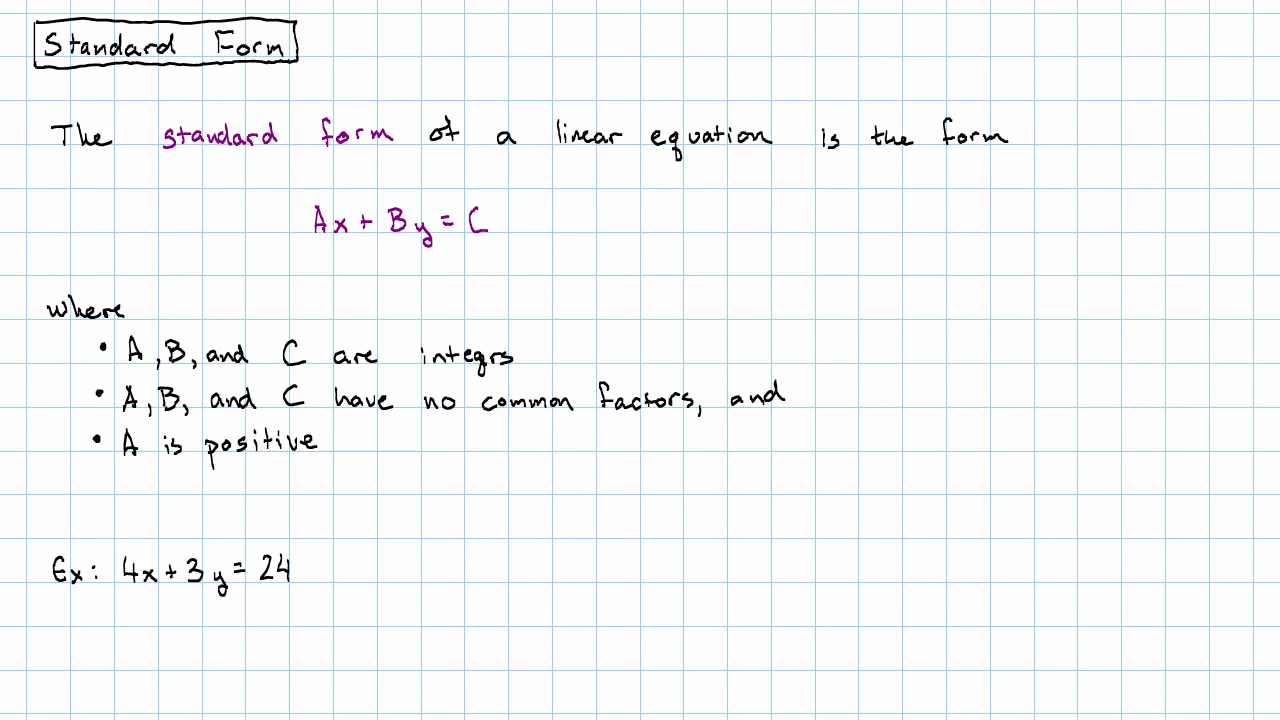 Standard Form
The standard form of a linear equation is the form
Ax + By = C
where
• A, B, and C are integrs
• A, B, and C have no common factors, and
• A is positive
Ex: 4x + 3y = 24